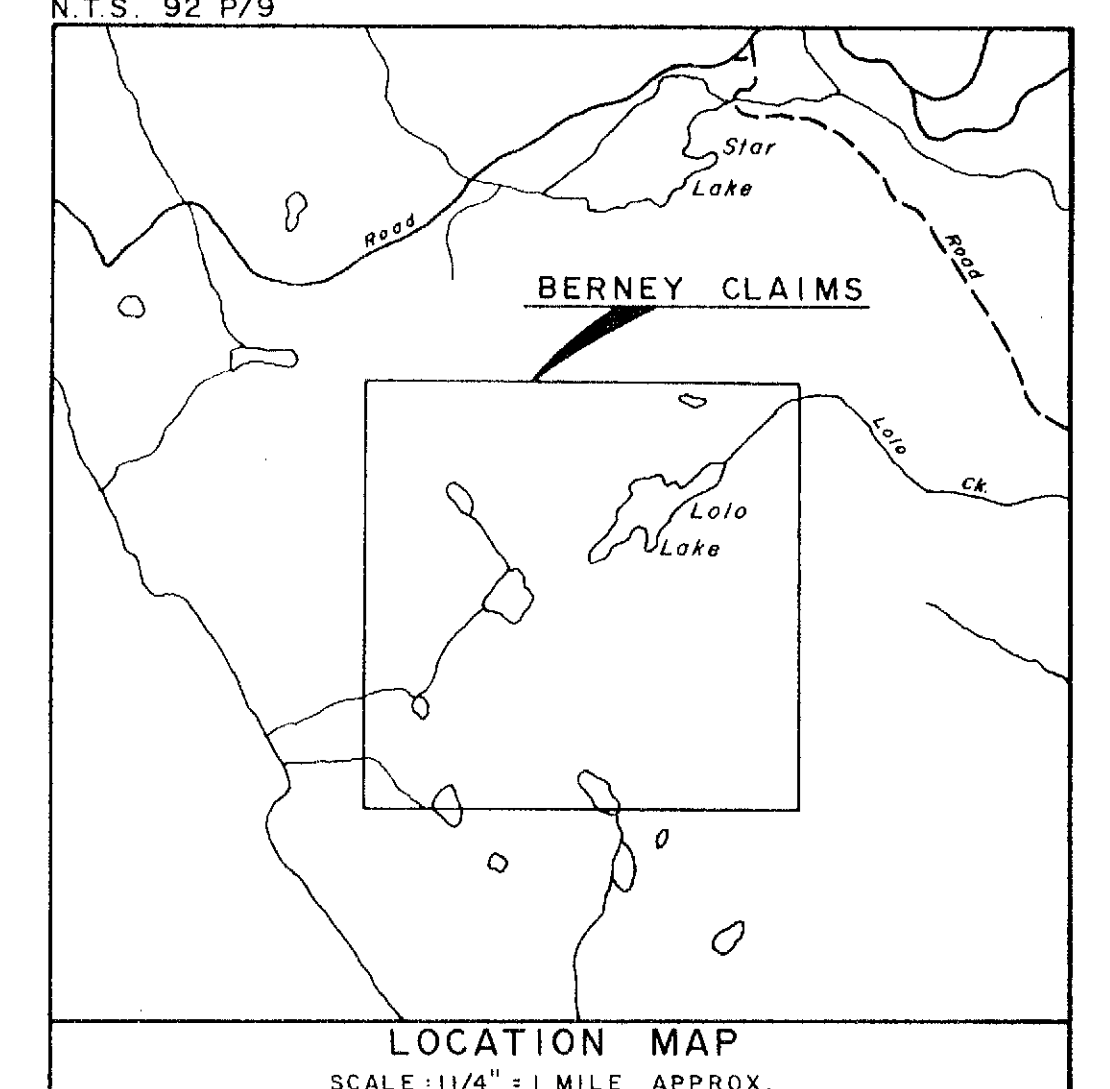 N.T.S. 92 P/9
Star
Lake
Road
Road
BERNEY CLAIMS
Lolo
Ck.
Lolo
Lake
LOCATION MAP
SCALE : 1 1/4" = 1 MILE APPROX.